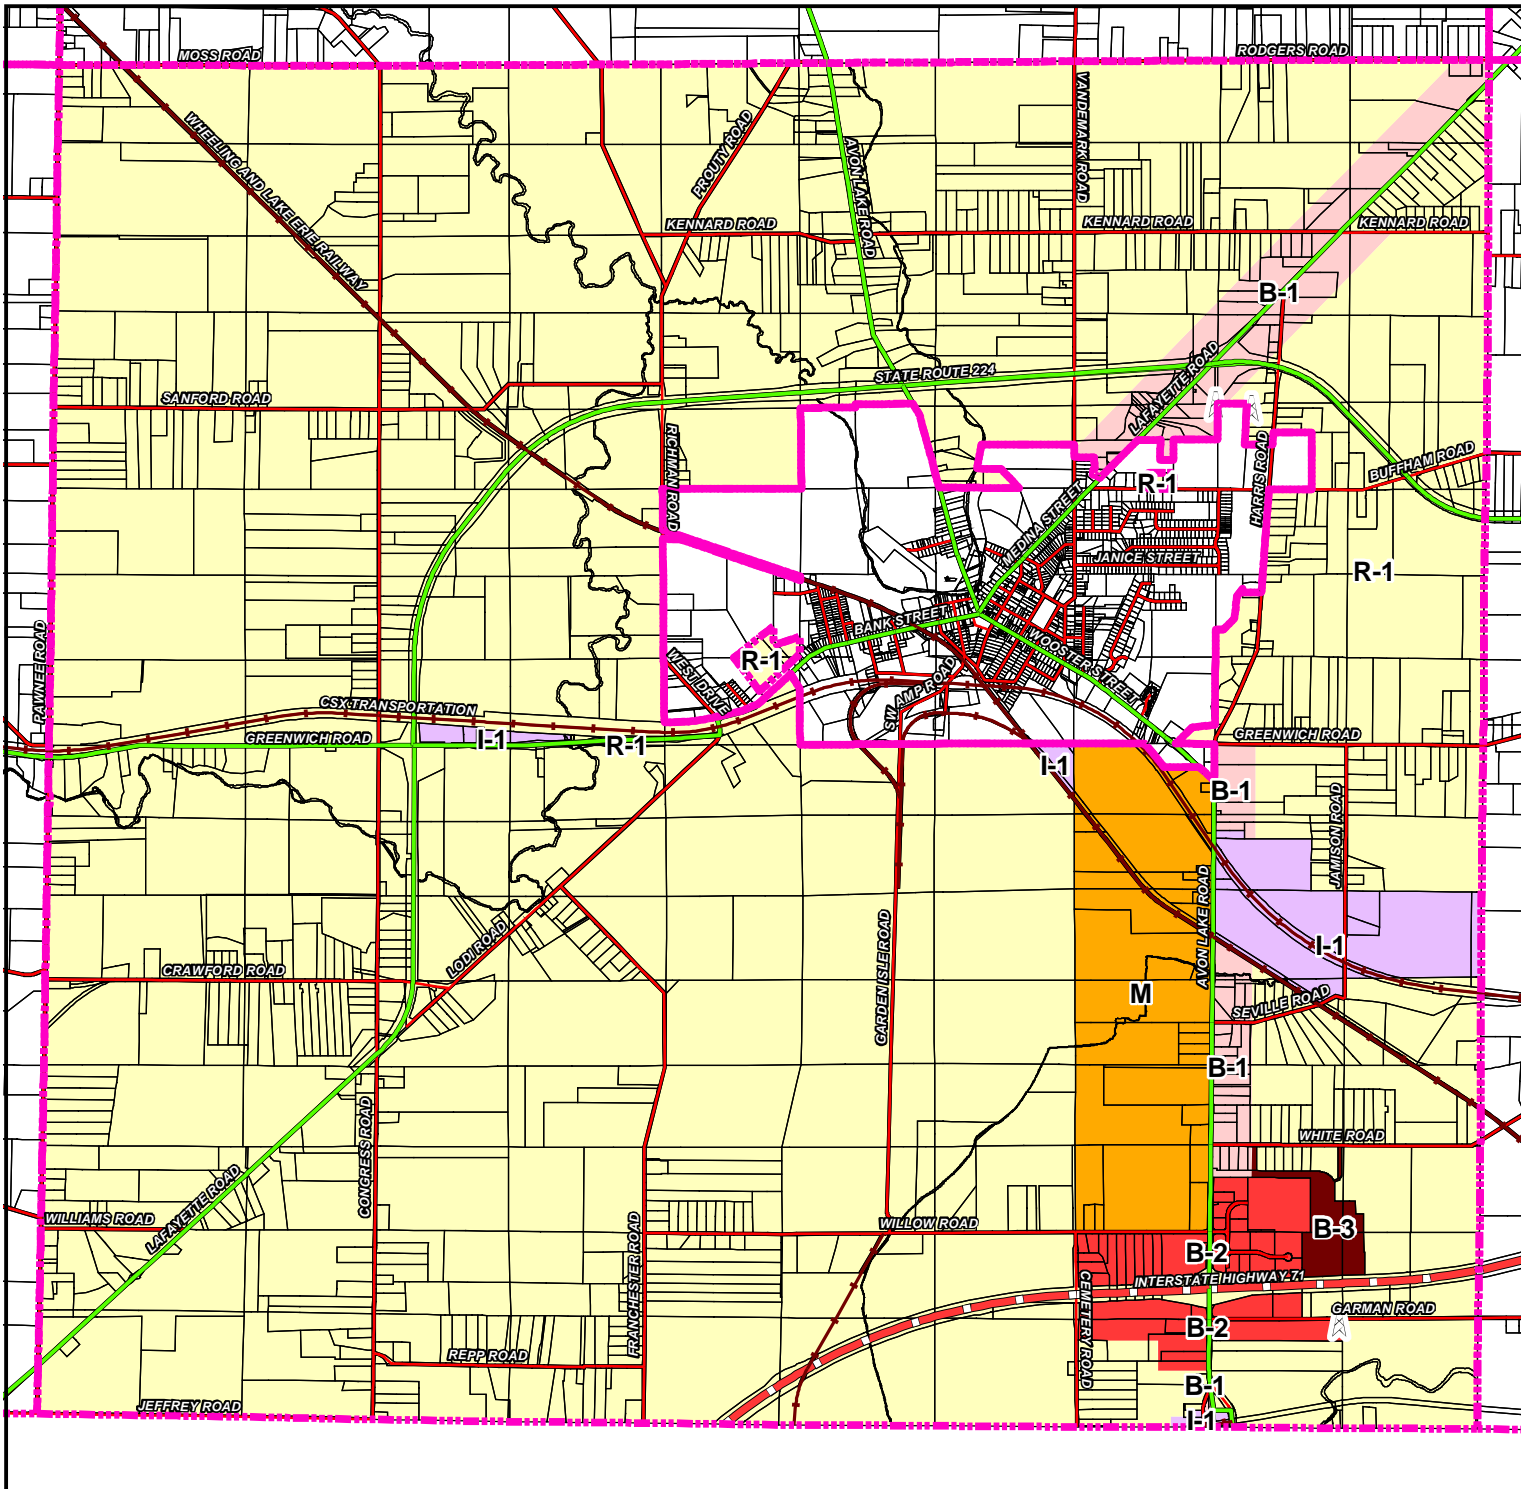 MOSS ROAD
RODGERS ROAD
WHEELING AND LAKE ERIE RAILWAY
PROUTY ROAD
AVON LAKE ROAD
VANDEMARK ROAD
KENNARD ROAD
KENNARD ROAD
KENNARD ROAD
B-1
LAFAYETTE ROAD
STATE ROUTE 224
SANFORD ROAD
RICHMAN ROAD
HARRIS ROAD
BUFFHAM ROAD
R-1
MEDINA STREET
JANICE STREET
R-1
BANK STREET
WOOSTER STREET
R-1
WEST DRIVE
SWAMP ROAD
PAWNEE ROAD
CSX TRANSPORTATION
GREENWICH ROAD
I-1
R-1
GREENWICH ROAD
I-1
B-1
JAMISON ROAD
AVON LAKE ROAD
GARDEN ISLE ROAD
LODI ROAD
I-1
CRAWFORD ROAD
M
SEVILLE ROAD
B-1
CONGRESS ROAD
WHITE ROAD
LAFAYETTE ROAD
WILLIAMS ROAD
WILLOW ROAD
B-3
B-2
FRANCHESTER ROAD
CEMETERY ROAD
INTERSTATE HIGHWAY 71
GARMAN ROAD
B-2
REPP ROAD
B-1
JEFFREY ROAD
I-1